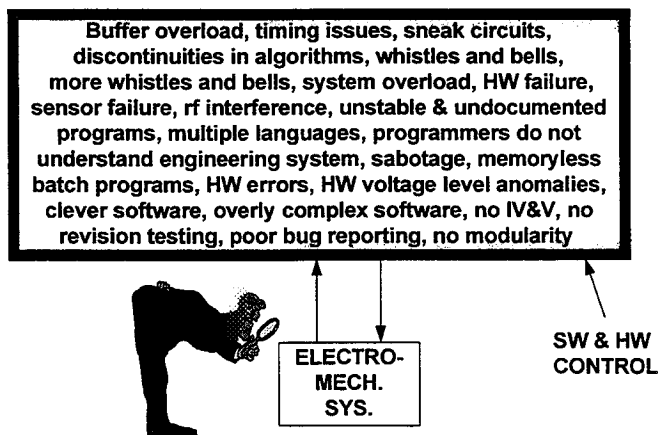 Buffer overload, timing issues, sneak circuits,
discontinuities in algorithms, whistles and bells,
more whistles and bells, system overload, HW failure,
sensor failure, rf interference, unstable & undocumented
programs, multiple languages, programmers do not
understand engineering system, sabotage, memoryless
batch programs, HW errors, HW voltage level anomalies,
clever software, overly complex software, no IV&V, no
revision testing, poor bug reporting, no modularity
ELECTRO-
MECH.
SYS.
SW & HW
CONTROL